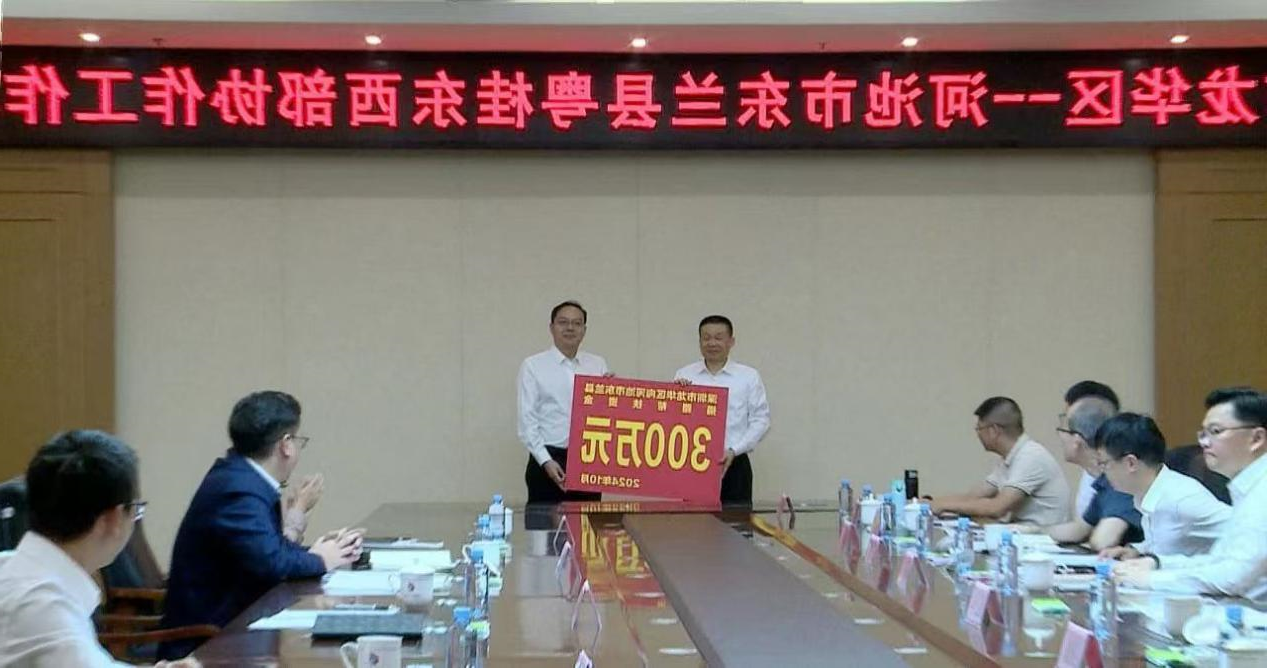 龙华区--河池市东兰县粤桂东西部协作工作
深圳市龙华区向河池市东兰县
捐赠帮扶资金
300万元
2024年10月